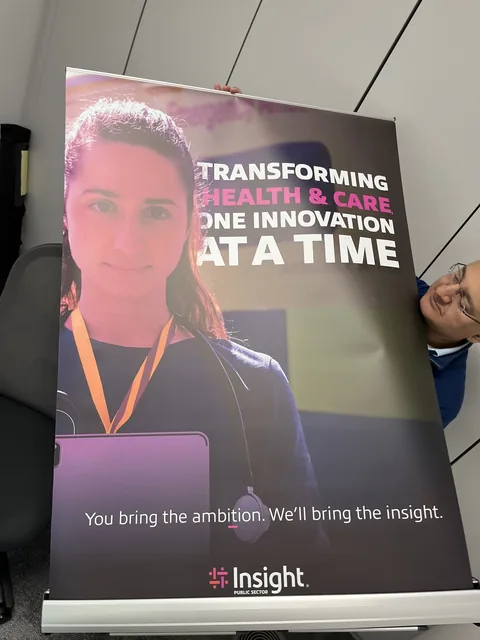 TRANSFORMING
HEALTH & CARE
ONE INNOVATION
AT A TIME
You bring the ambition. We'll bring the insight.
Insight.
PUBLIC SECTOR